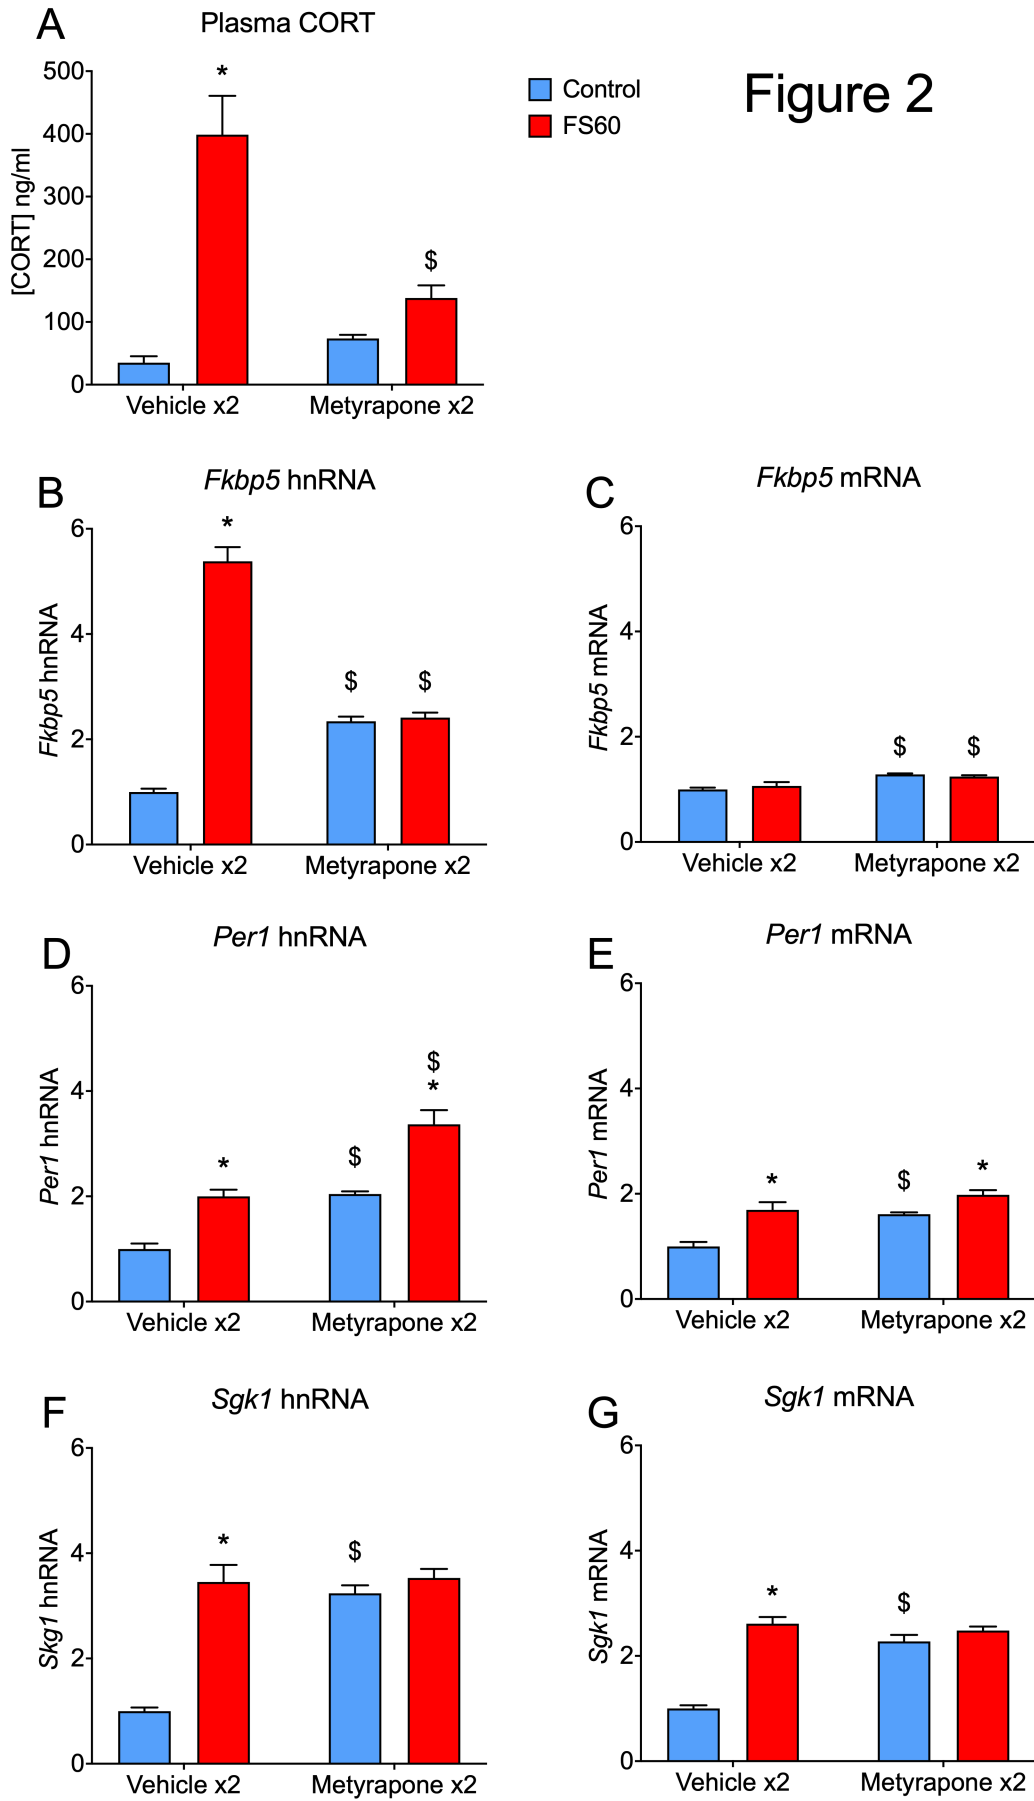 A
Plasma CORT
Figure 2
Control
FS60
[CORT] ng/ml
500
400
300
200
100
0
*
$
Vehicle x2
Metyrapone x2
B
Fkbp5 hnRNA
Fkbp5 hnRNA
6
4
2
0
*
$
$
Vehicle x2
Metyrapone x2
C
Fkbp5 mRNA
Fkbp5 mRNA
6
4
2
0
$
$
Vehicle x2
Metyrapone x2
D
Per1 hnRNA
Per1 hnRNA
6
4
2
0
*
$
$
*
Vehicle x2
Metyrapone x2
E
Per1 mRNA
Per1 mRNA
6
4
2
0
*
$
*
Vehicle x2
Metyrapone x2
F
Sgk1 hnRNA
Skg1 hnRNA
6
4
2
0
*
$
Vehicle x2
Metyrapone x2
G
Sgk1 mRNA
Sgk1 mRNA
6
4
2
0
*
$
Vehicle x2
Metyrapone x2